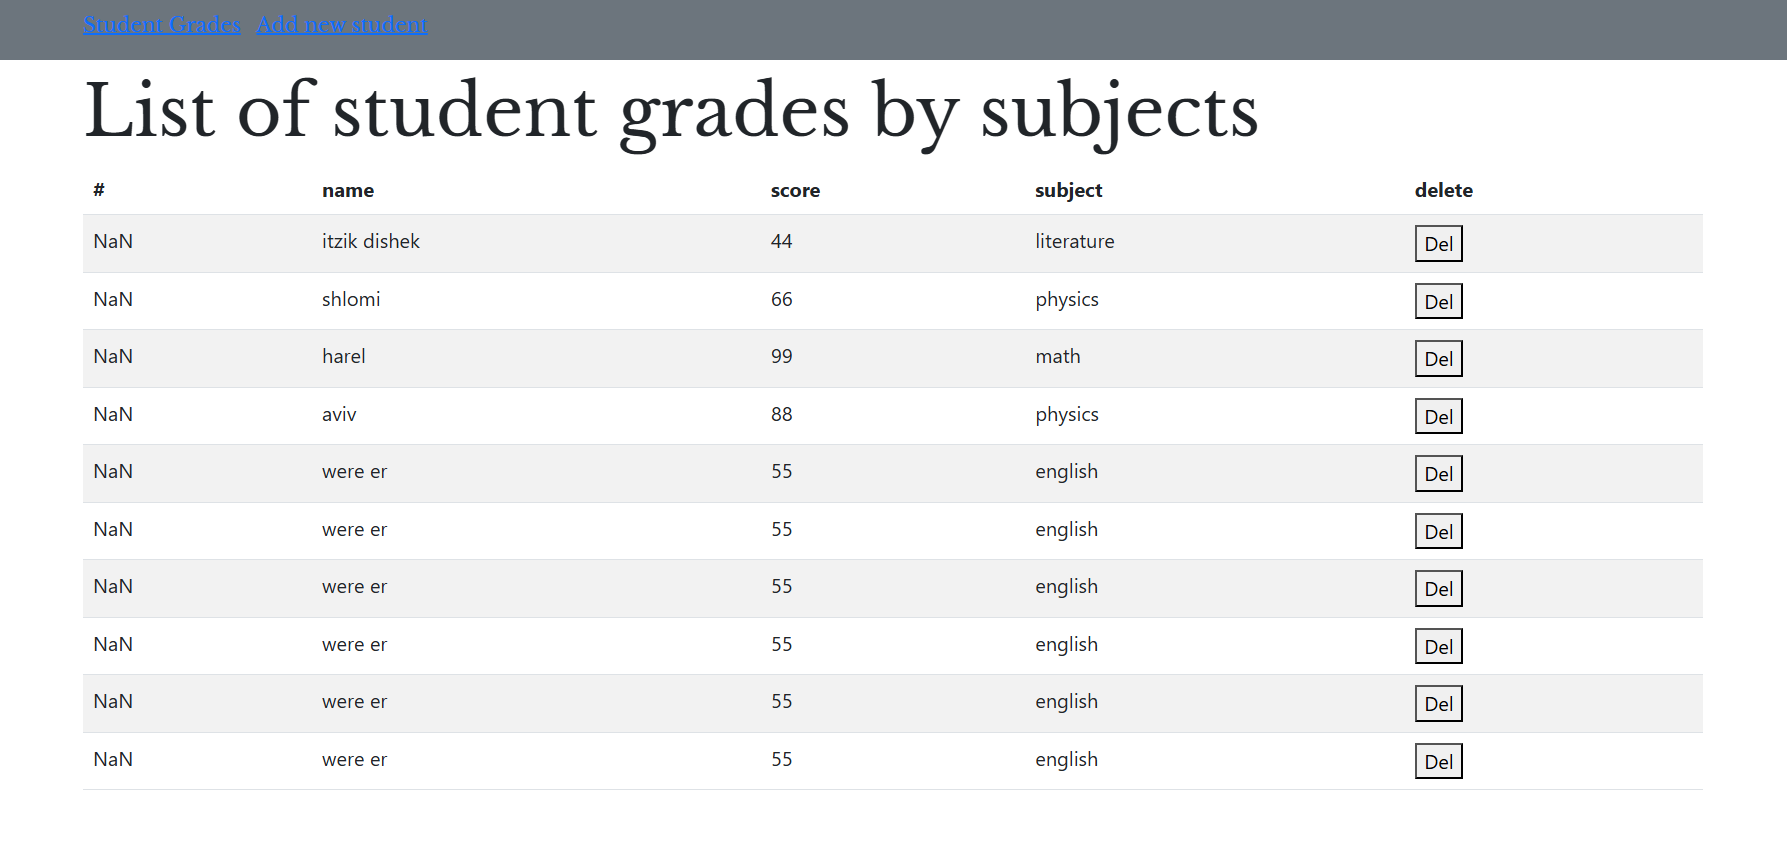 Student Grades Add new student
List of student grades by subjects
# name score subject delete
NaN itzik dishek 44 literature Del
NaN shlomi 66 physics Del
NaN harel 99 math Del
NaN aviv 88 physics Del
NaN were er 55 english Del
NaN were er 55 english Del
NaN were er 55 english Del
NaN were er 55 english Del
NaN were er 55 english Del
NaN were er 55 english Del